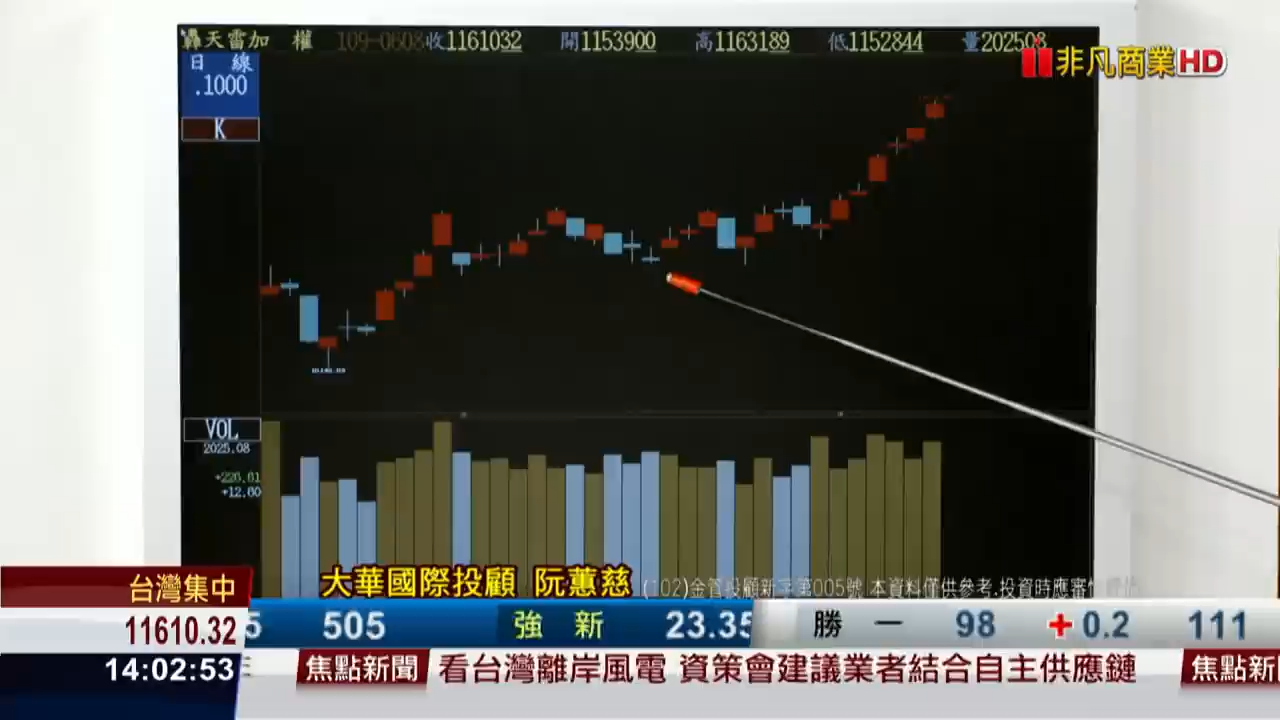 天雷加 權 109-0608 收1161032 開1153900 高1163189 低1152844 量202508
非凡商業HD
日 線
.1000
K
VOL
2025.08
+226.61
+12.60
台灣集中
大華國際投顧 阮蕙慈
金管投顧新字第005號 本資料僅供參考,投資時應審慎
11610.32
5 505 強 新 23.35 勝 一 98 +0.2 111
14:02:53
焦點新聞 看台灣離岸風電 資策會建議業者結合自主供應鏈 焦點新